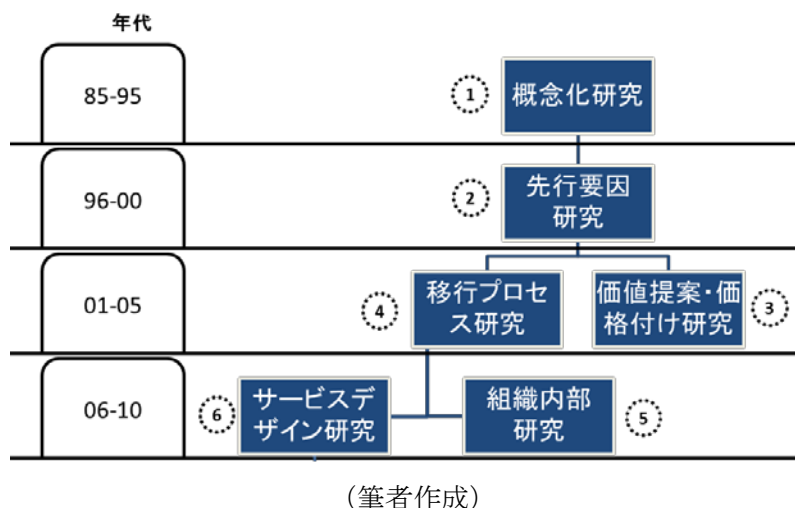 年代
85-95
1
概念化研究
96-00
2
先行要因
研究
01-05
4
移行プロセ
ス研究
価値提案・価
格付け研究
3
06-10
6
サービスデ
ザイン研究
組織内部
研究
5
(筆者作成)